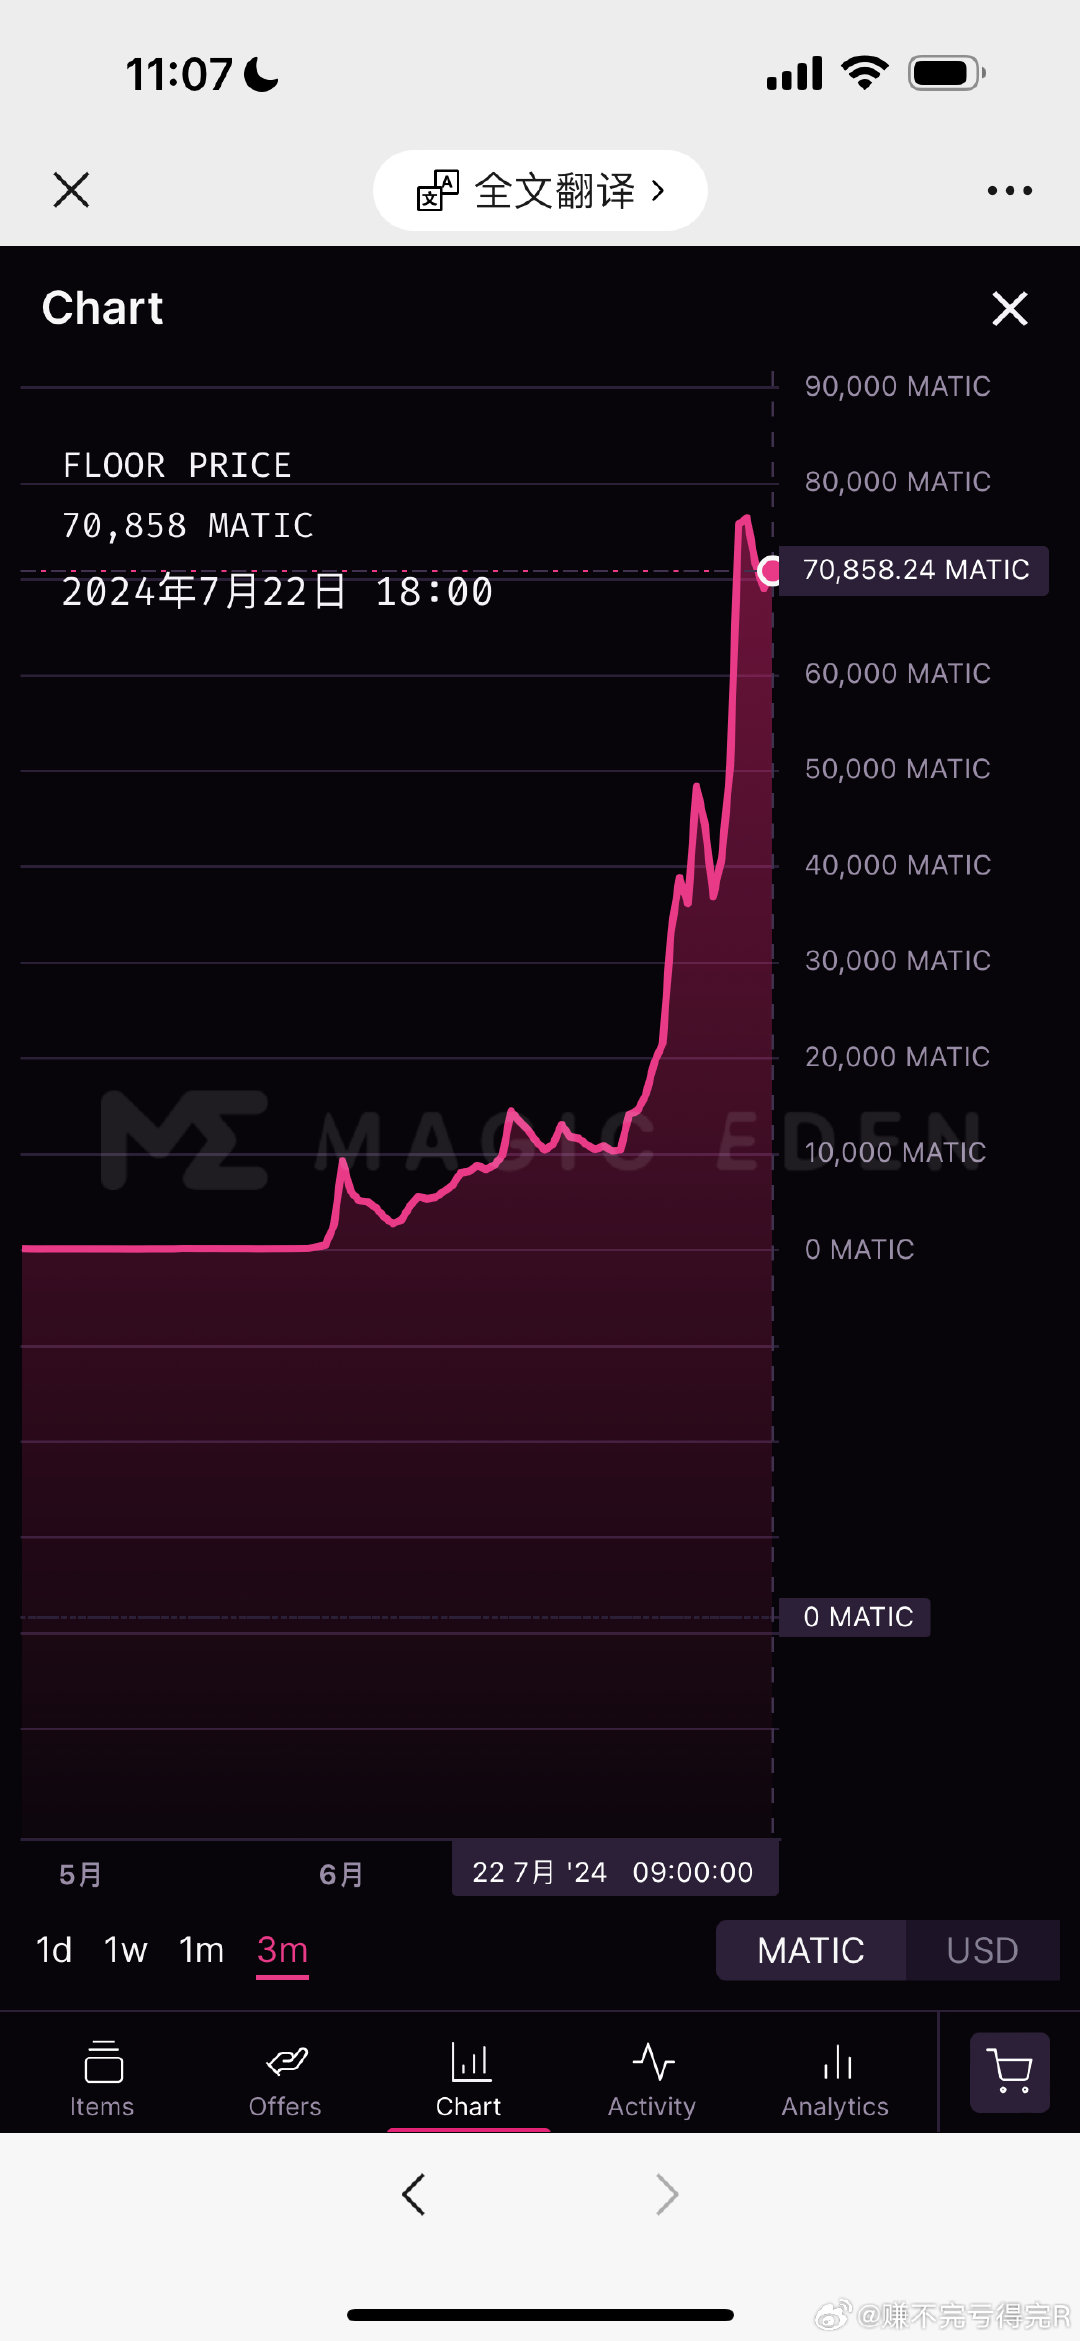 11:07
全文翻译
Chart
90,000 MATIC
FLOOR PRICE
80,000 MATIC
70,858 MATIC
70,858.24 MATIC
2024年7月22日 18:00
60,000 MATIC
50,000 MATIC
40,000 MATIC
30,000 MATIC
20,000 MATIC
MAGIC EDEN
10,000 MATIC
0 MATIC
0 MATIC
5月 6月 22 7月 '24 09:00:00
1d 1w 1m 3m MATIC USD
Items Offers Chart Activity Analytics
@赚不完亏得完R